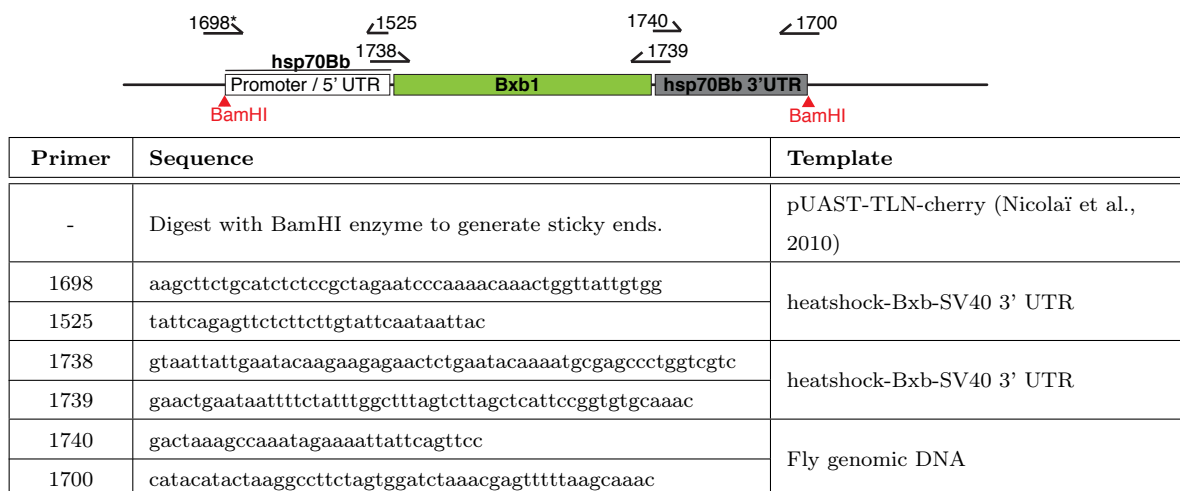 1698*
1525
1740
1700
hsp70Bb
1738
1739
Promoter / 5' UTR
Bxb1
hsp70Bb 3'UTR
BamHI
BamHI
Primer Sequence Template
- Digest with BamHI enzyme to generate sticky ends. pUAST-TLN-cherry (Nicolaï et al., 2010)
1698 aagcttctgcatctctccgctagaatcccaaaacaaactggttattgtgg heatshock-Bxb-SV40 3' UTR
1525 tattcagagttctcttcttgtattcaataattac
1738 gtaattattgaatacaagaagagaactctgaatacaaaatgcgagccctggtcgtc heatshock-Bxb-SV40 3' UTR
1739 gaactgaataattttctatttggctttagtcttagctcattccggtgtgcaaac
1740 gactaaagccaaatagaaaattattcagttcc Fly genomic DNA
1700 catacatactaaggccttctagtggatctaaacgagtttttaagcaaac